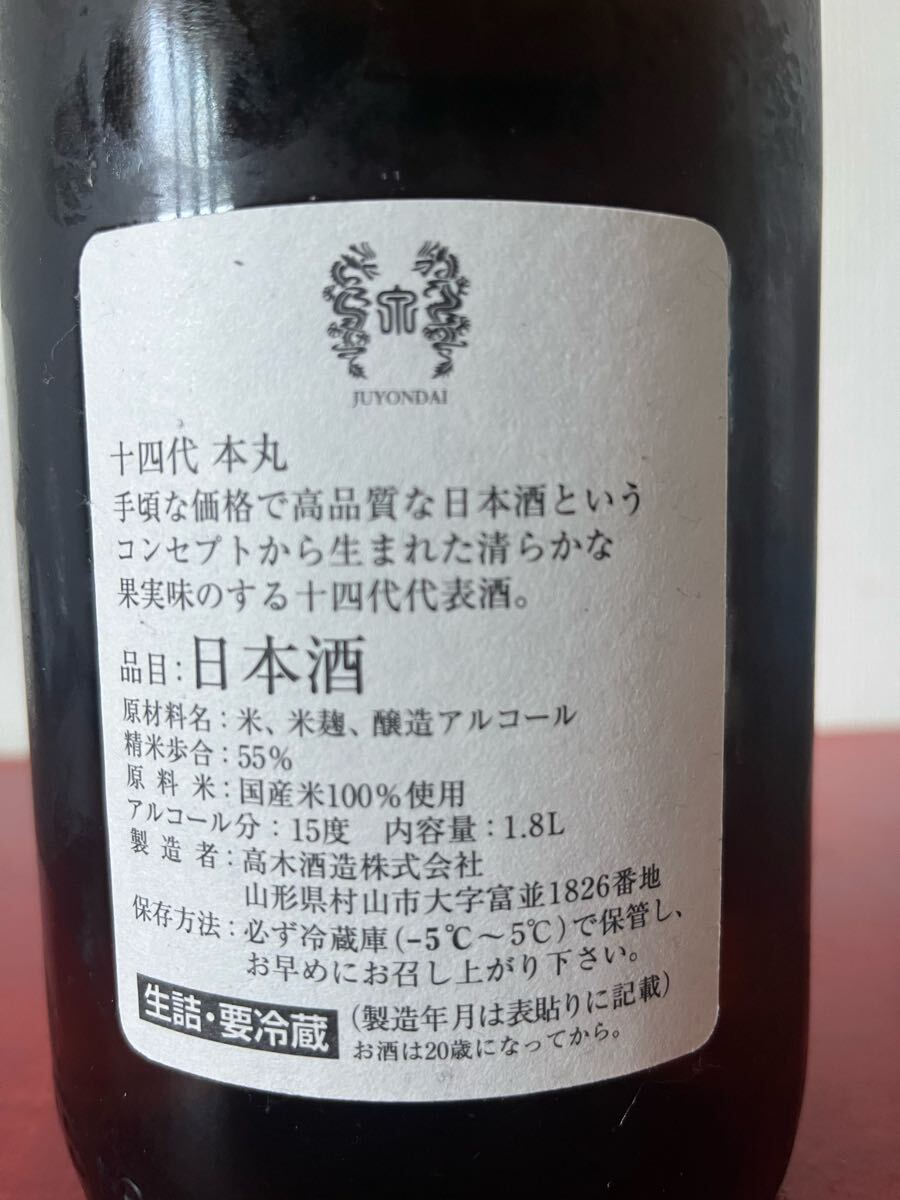 JUYONDAI
十四代 本丸
手頃な価格で高品質な日本酒という
コンセプトから生まれた清らかな
果実味のする十四代代表酒。
品目:日本酒
原材料名:米、米麹、醸造アルコール
精米歩合:55%
原料米:国産米100%使用
アルコール分:15度 内容量:1.8L
製造者:高木酒造株式会社
山形県村山市大字富並1826番地
保存方法:必ず冷蔵庫(-5℃~5℃)で保管し、
お早めにお召し上がり下さい。
生詰・要冷蔵 (製造年月は表貼りに記載)
お酒は20歳になってから。